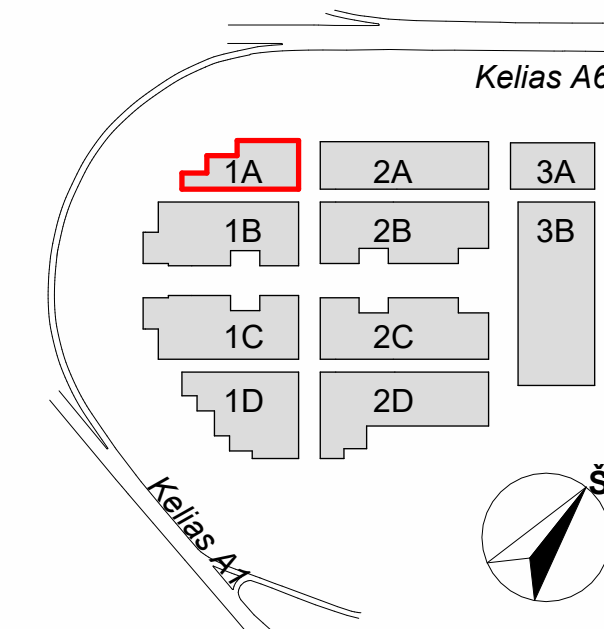 Kelias A6
1A 2A 3A
1B 2B 3B
1C 2C
1D 2D
Š
Kelias A1